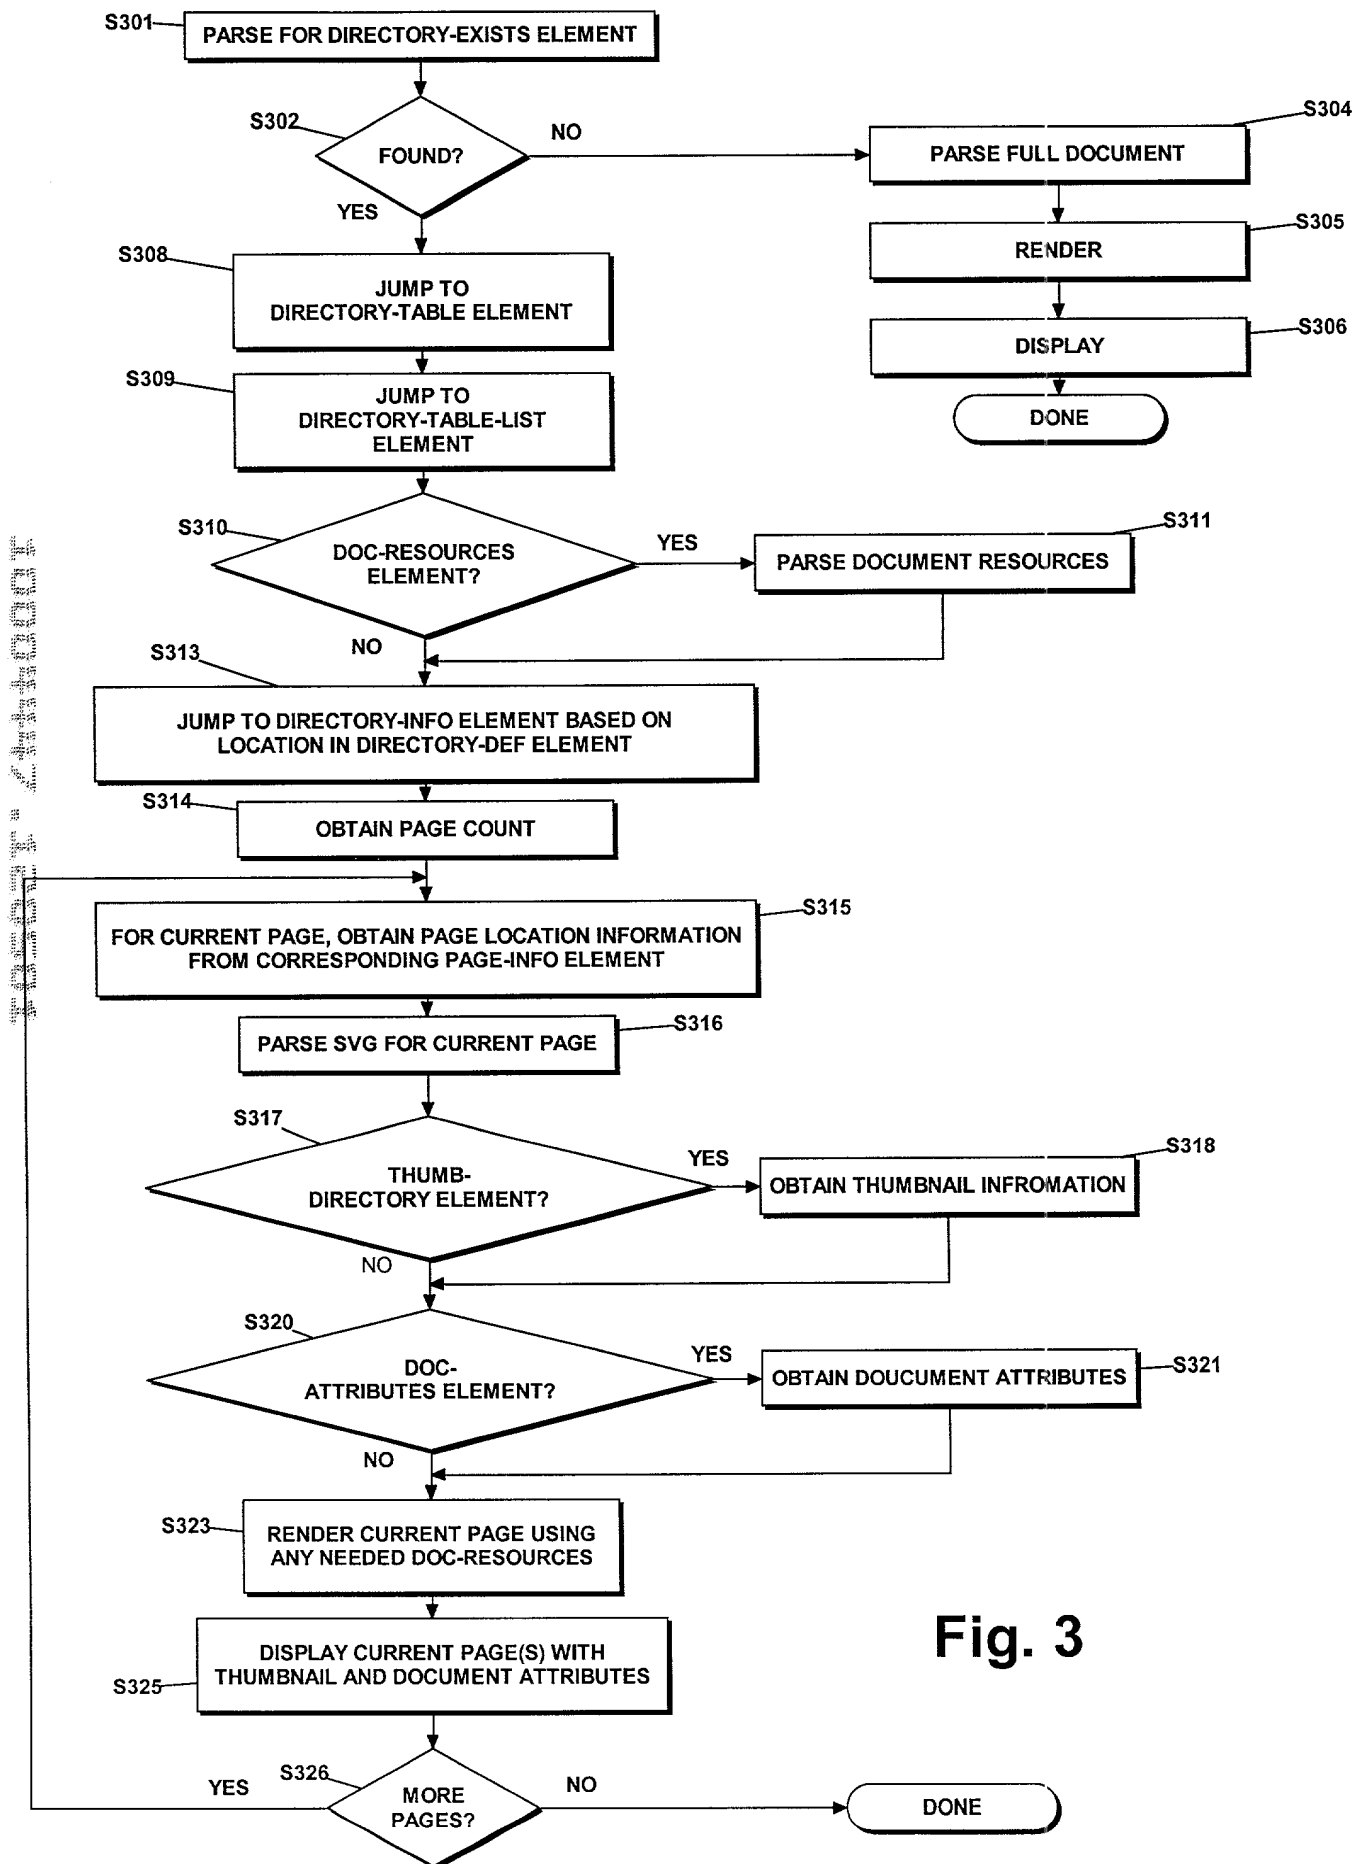 S301
PARSE FOR DIRECTORY-EXISTS ELEMENT
S302
FOUND?
NO
YES
S304
PARSE FULL DOCUMENT
S305
RENDER
S306
DISPLAY
DONE
S308
JUMP TO
DIRECTORY-TABLE ELEMENT
S309
JUMP TO
DIRECTORY-TABLE-LIST
ELEMENT
S310
DOC-RESOURCES
ELEMENT?
YES
S311
PARSE DOCUMENT RESOURCES
NO
S313
JUMP TO DIRECTORY-INFO ELEMENT BASED ON
LOCATION IN DIRECTORY-DEF ELEMENT
S314
OBTAIN PAGE COUNT
S315
FOR CURRENT PAGE, OBTAIN PAGE LOCATION INFORMATION
FROM CORRESPONDING PAGE-INFO ELEMENT
S316
PARSE SVG FOR CURRENT PAGE
S317
THUMB-
DIRECTORY ELEMENT?
YES
S318
OBTAIN THUMBNAIL INFROMATION
NO
S320
DOC-
ATTRIBUTES ELEMENT?
YES
OBTAIN DOUCUMENT ATTRIBUTES
S321
NO
S323
RENDER CURRENT PAGE USING
ANY NEEDED DOC-RESOURCES
S325
DISPLAY CURRENT PAGE(S) WITH
THUMBNAIL AND DOCUMENT ATTRIBUTES
Fig. 3
S326
MORE
PAGES?
YES
NO
DONE